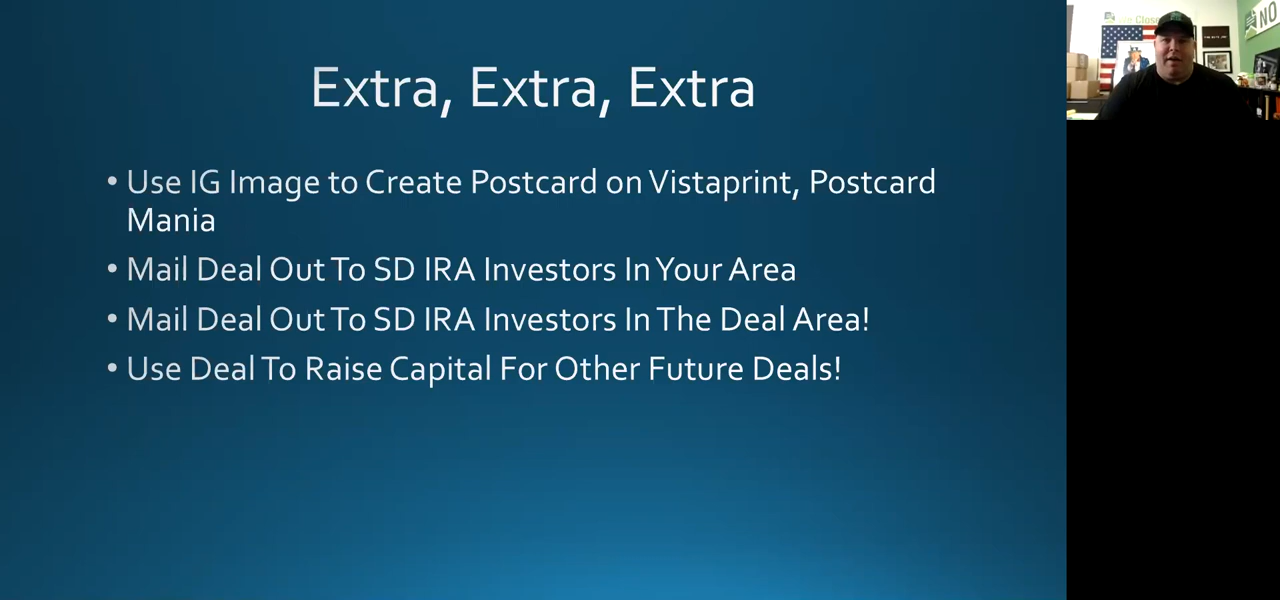 Extra, Extra, Extra
• Use IG Image to Create Postcard on Vistaprint, Postcard
Mania
• Mail Deal Out To SD IRA Investors In Your Area
• Mail Deal Out To SD IRA Investors In The Deal Area!
• Use Deal To Raise Capital For Other Future Deals!
NO